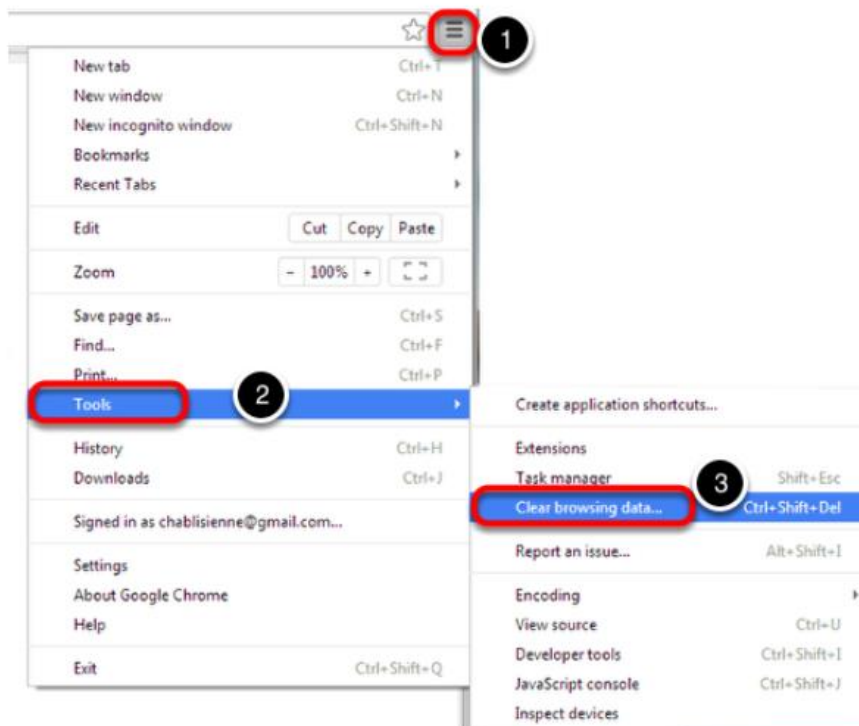 1
New tab Ctrl+T
New window Ctrl+N
New incognito window Ctrl+Shift+N
Bookmarks
Recent Tabs
Edit Cut Copy Paste
Zoom - 100% +
Save page as... Ctrl+S
Find... Ctrl+F
Print... Ctrl+P
Tools 2
History Ctrl+H
Downloads Ctrl+J
Signed in as chablisienne@gmail.com...
Settings
About Google Chrome
Help
Exit Ctrl+Shift+Q
Create application shortcuts...
Extensions
Task manager Shift+Esc
3
Clear browsing data... Ctrl+Shift+Del
Report an issue... Alt+Shift+I
Encoding
View source Ctrl+U
Developer tools Ctrl+Shift+I
JavaScript console Ctrl+Shift+J
Inspect devices